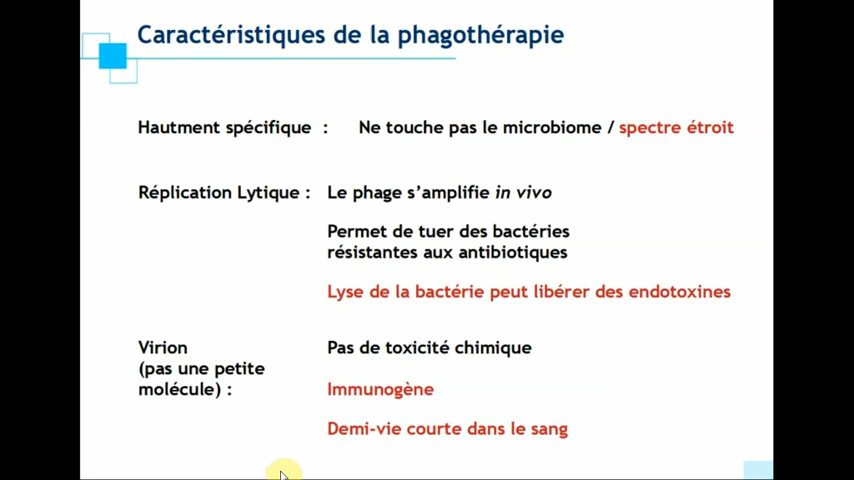 Caractéristiques de la phagothérapie
Hautment spécifique : Ne touche pas le microbiome / spectre étroit
Réplication Lytique : Le phage s'amplifie in vivo
Permet de tuer des bactéries
résistantes aux antibiotiques
Lyse de la bactérie peut libérer des endotoxines
Virion Pas de toxicité chimique
(pas une petite
molécule) : Immunogène
Demi-vie courte dans le sang